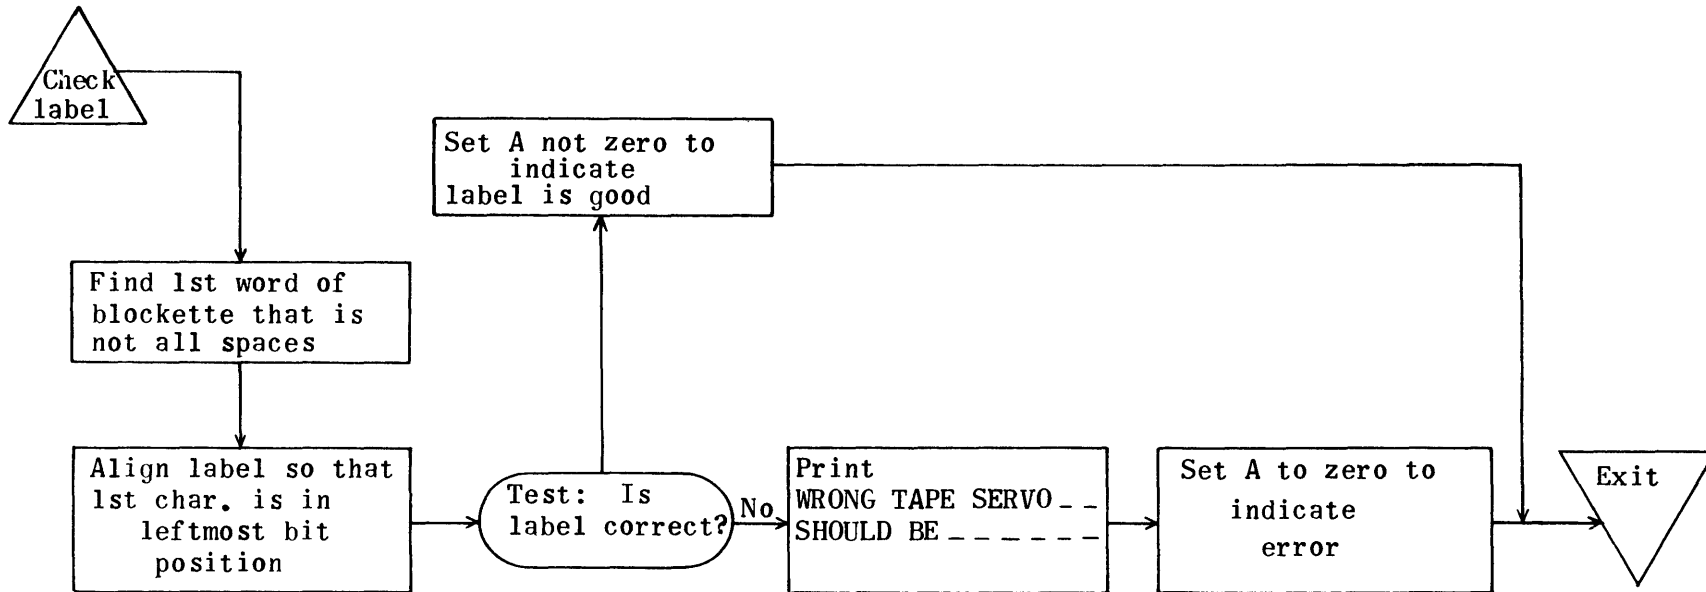 Check
label
Set A not zero to
indicate
label is good
Find 1st word of
blockette that is
not all spaces
Align label so that
1st char. is in
leftmost bit
position
Test: Is
label correct?
No
Print
WRONG TAPE SERVO _ _
SHOULD BE _ _ _ _ _ _
Set A to zero to
indicate
error
Exit